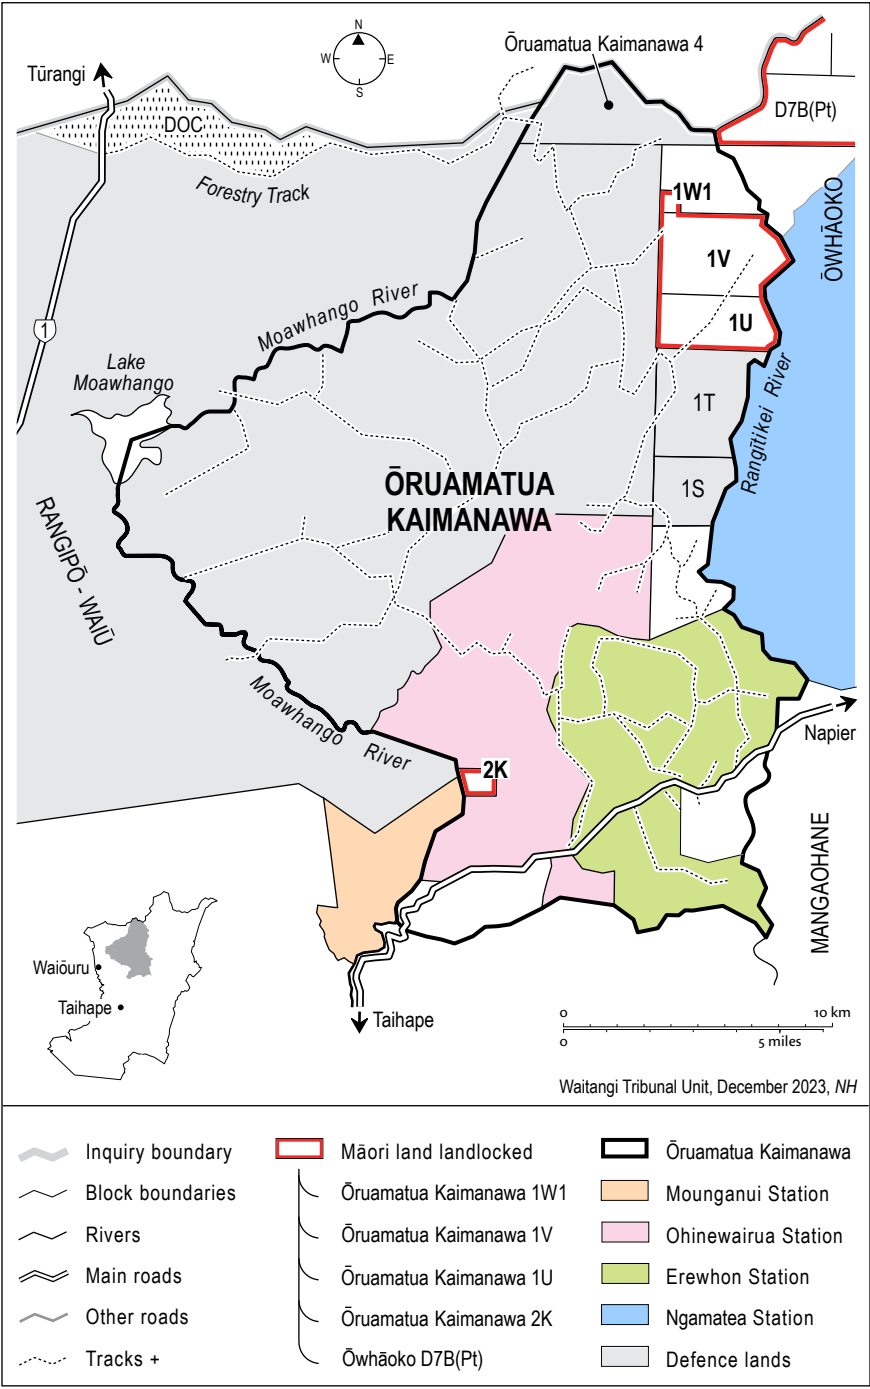 N
W
E
S
Tūrangi
Ōruamatua Kaimanawa 4
DOC
D7B(Pt)
Forestry Track
1W1
ŌWHĀOKO
1V
Moawhango River
1U
1
Lake
Moawhango
1T
Rangītikei River
ŌRUAMATUA
KAIMANAWA
1S
RANGIPŌ - WAIŪ
Moawhango River
Napier
2K
MANGAOHANE
Waiōuru
Taihape
Taihape
0
10 km
0
5 miles
Waitangi Tribunal Unit, December 2023, NH
Inquiry boundary
Block boundaries
Rivers
Main roads
Other roads
Tracks +
Māori land landlocked
Ōruamatua Kaimanawa 1W1
Ōruamatua Kaimanawa 1V
Ōruamatua Kaimanawa 1U
Ōruamatua Kaimanawa 2K
Ōwhāoko D7B(Pt)
Ōruamatua Kaimanawa
Mounganui Station
Ohinewairua Station
Erewhon Station
Ngamatea Station
Defence lands